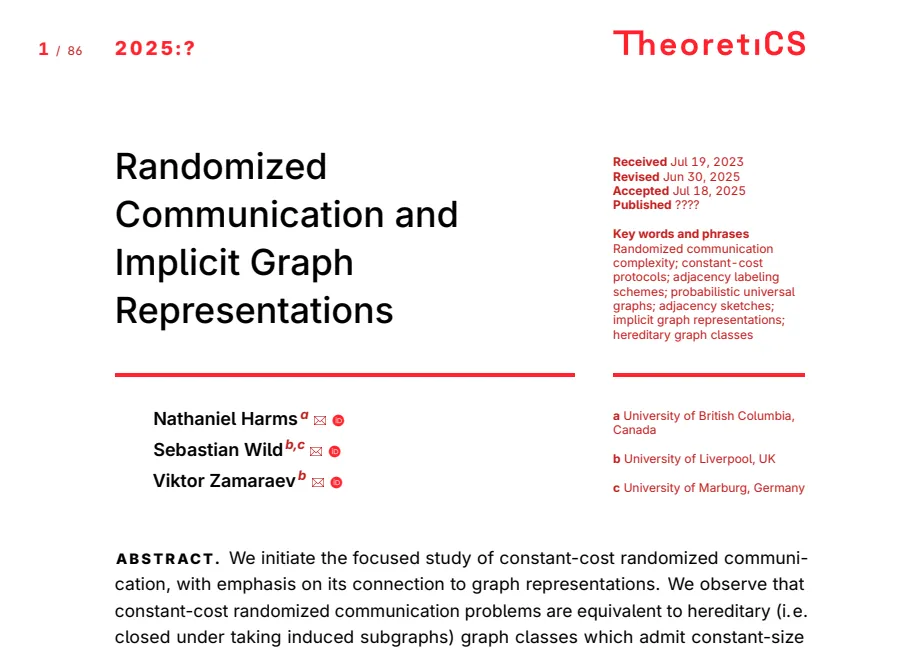 1 / 86 2025:? TheoretiCS
Randomized
Communication and
Implicit Graph
Representations
Received Jul 19, 2023
Revised Jun 30, 2025
Accepted Jul 18, 2025
Published ????
Key words and phrases
Randomized communication
complexity; constant-cost
protocols; adjacency labeling
schemes; probabilistic universal
graphs; adjacency sketches;
implicit graph representations;
hereditary graph classes
Nathaniel Harms a
Sebastian Wild b,c
Viktor Zamaraev b
a University of British Columbia,
Canada
b University of Liverpool, UK
c University of Marburg, Germany
ABSTRACT. We initiate the focused study of constant-cost randomized communi-
cation, with emphasis on its connection to graph representations. We observe that
constant-cost randomized communication problems are equivalent to hereditary (i. e.
closed under taking induced subgraphs) graph classes which admit constant-size